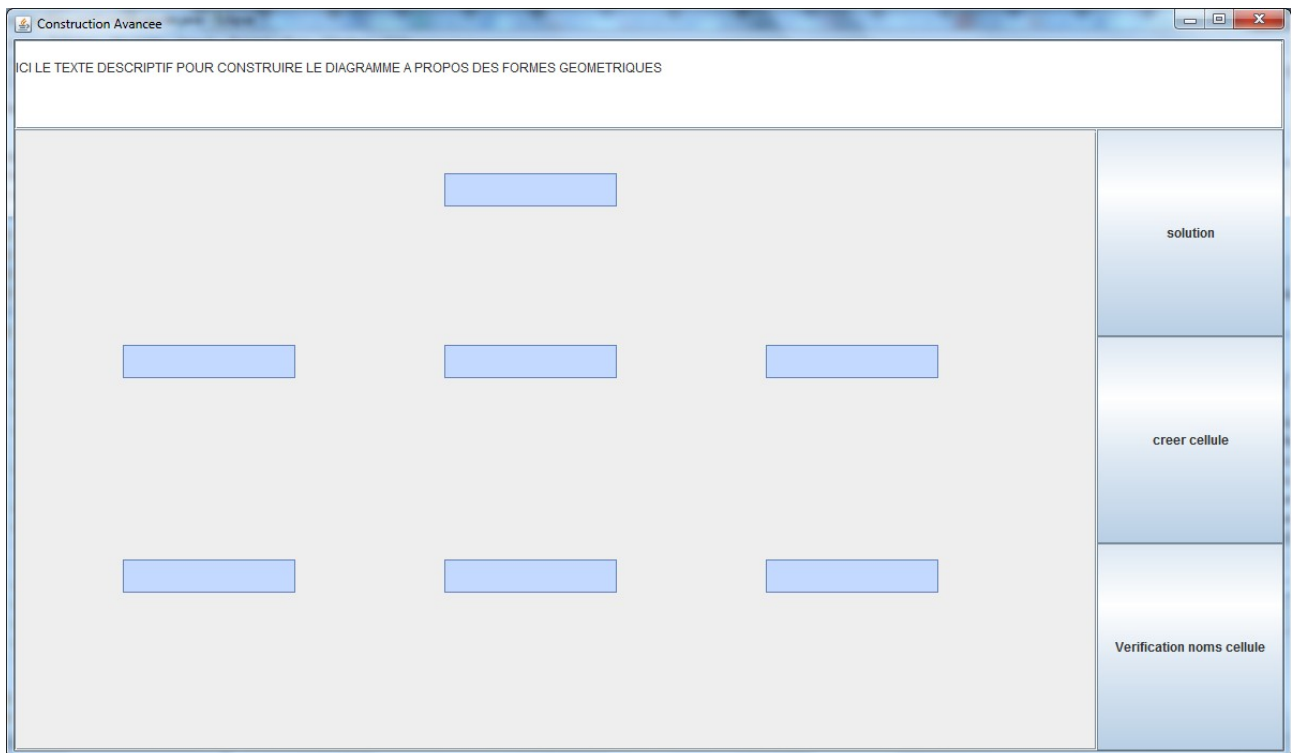 Construction Avancee
ICI LE TEXTE DESCRIPTIF POUR CONSTRUIRE LE DIAGRAMME A PROPOS DES FORMES GEOMETRIQUES
solution
creer cellule
Verification noms cellule